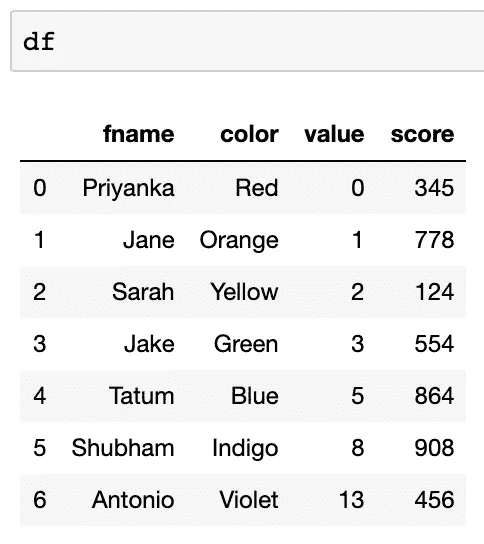 df
fname color value score
0 Priyanka Red 0 345
1 Jane Orange 1 778
2 Sarah Yellow 2 124
3 Jake Green 3 554
4 Tatum Blue 5 864
5 Shubham Indigo 8 908
6 Antonio Violet 13 456